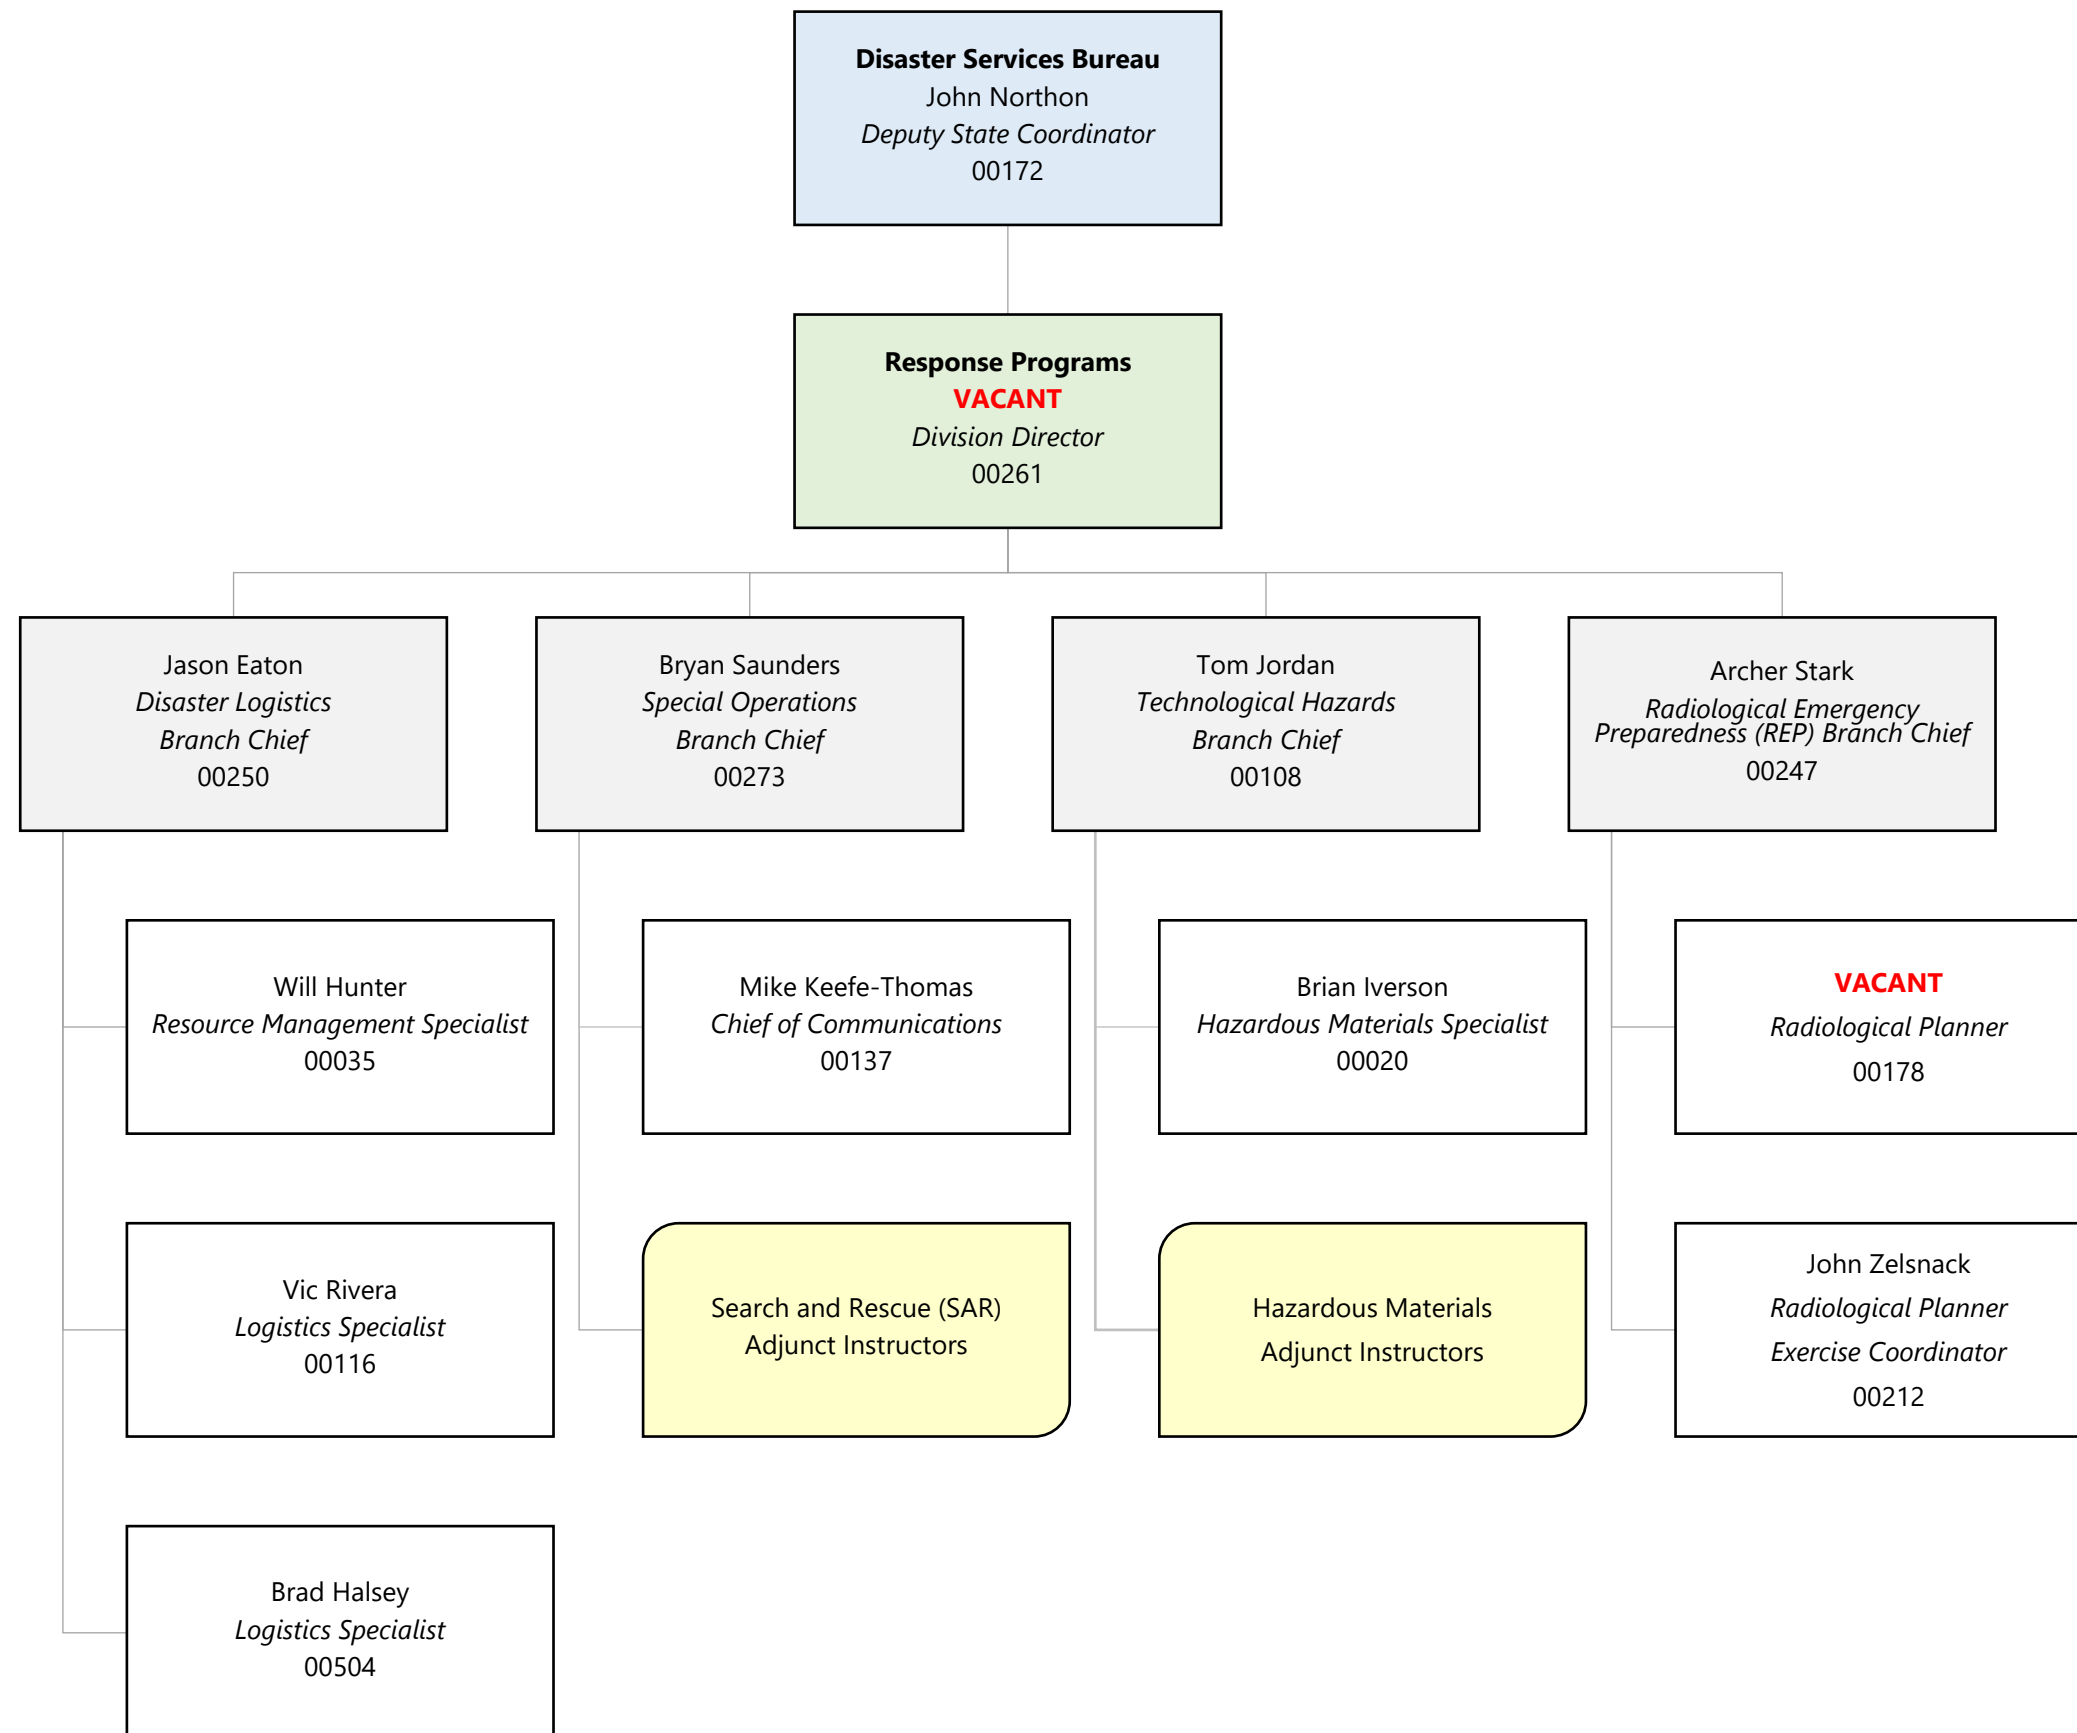 Disaster Services Bureau
John Northon
Deputy State Coordinator
00172
Response Programs
VACANT
Division Director
00261
Jason Eaton
Disaster Logistics
Branch Chief
00250
Bryan Saunders
Special Operations
Branch Chief
00273
Tom Jordan
Technological Hazards
Branch Chief
00108
Archer Stark
Radiological Emergency
Preparedness (REP) Branch Chief
00247
Will Hunter
Resource Management Specialist
00035
Mike Keefe-Thomas
Chief of Communications
00137
Brian Iverson
Hazardous Materials Specialist
00020
VACANT
Radiological Planner
00178
Vic Rivera
Logistics Specialist
00116
Search and Rescue (SAR)
Adjunct Instructors
Hazardous Materials
Adjunct Instructors
John Zelsnack
Radiological Planner
Exercise Coordinator
00212
Brad Halsey
Logistics Specialist
00504